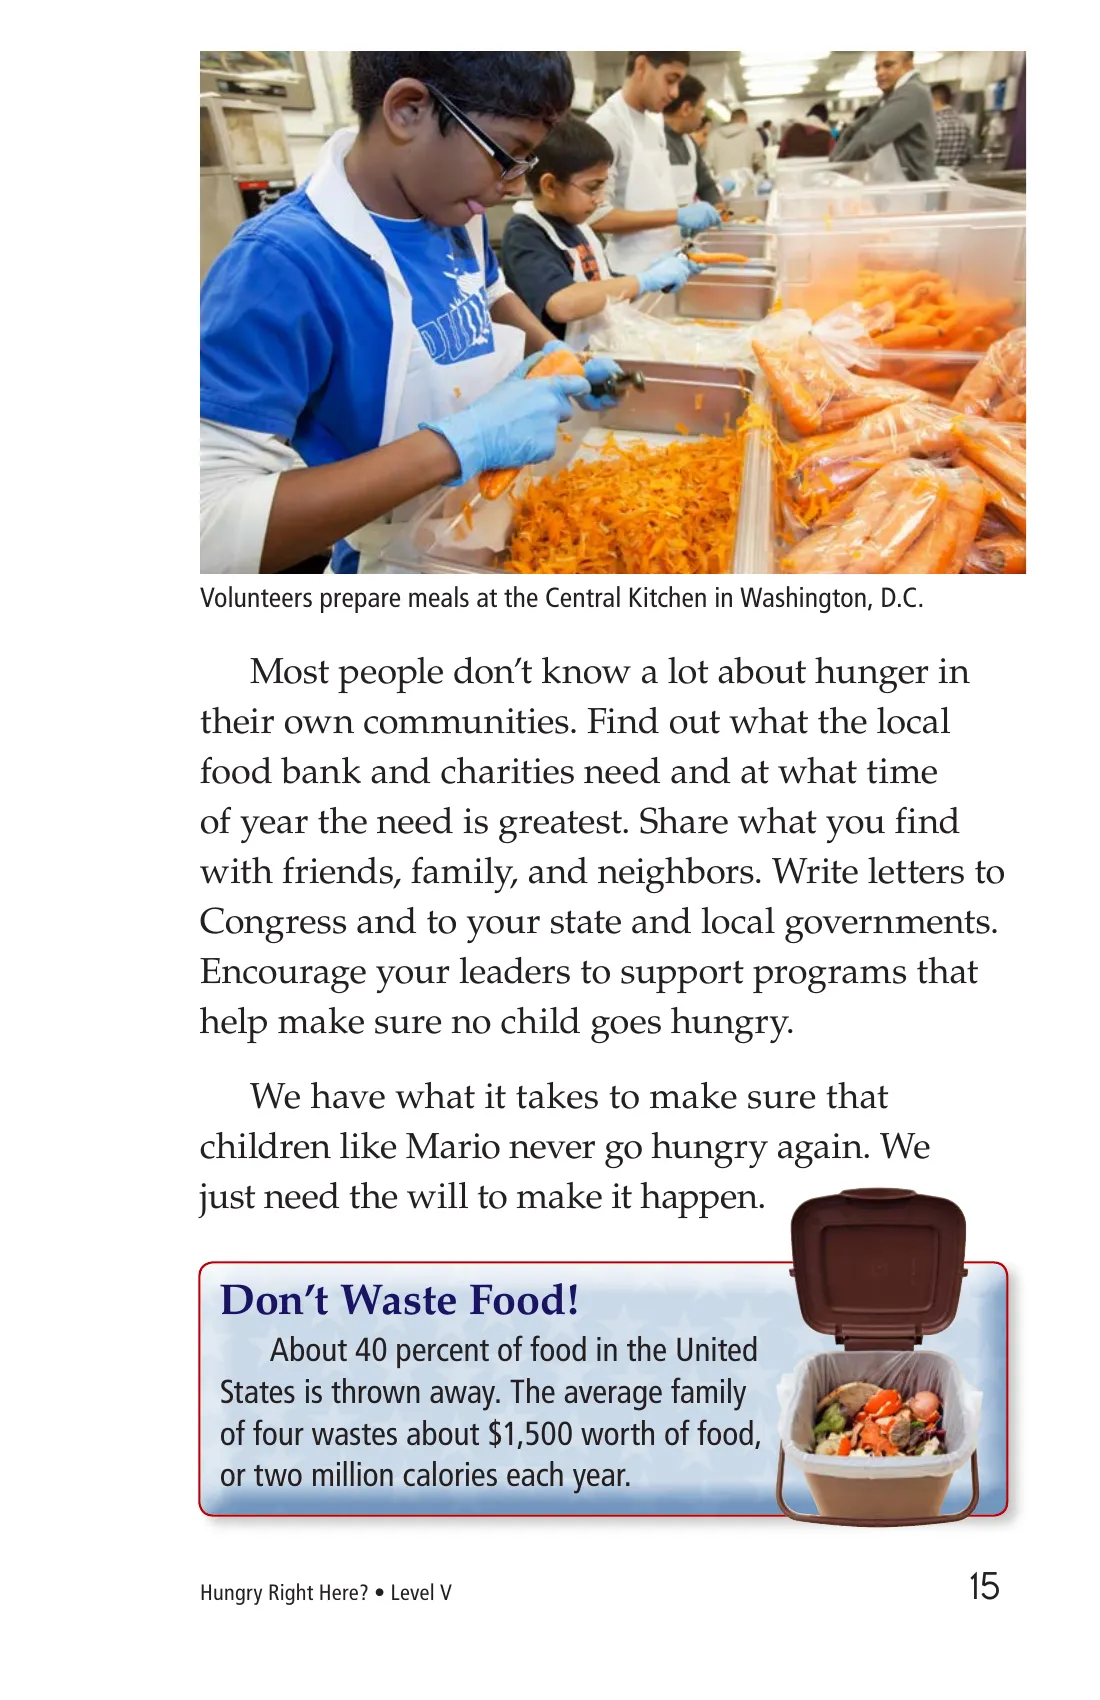 Volunteers prepare meals at the Central Kitchen in Washington, D.C.
Most people don’t know a lot about hunger in
their own communities. Find out what the local
food bank and charities need and at what time
of year the need is greatest. Share what you find
with friends, family, and neighbors. Write letters to
Congress and to your state and local governments.
Encourage your leaders to support programs that
help make sure no child goes hungry.
We have what it takes to make sure that
children like Mario never go hungry again. We
just need the will to make it happen.
Don’t Waste Food!
About 40 percent of food in the United
States is thrown away. The average family
of four wastes about $1,500 worth of food,
or two million calories each year.
Hungry Right Here? • Level V
15